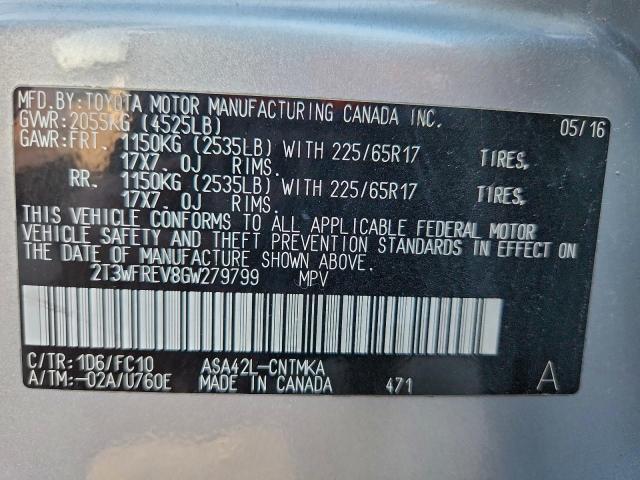 MFD.BY:TOYOTA MOTOR MANUFACTURING CANADA INC. 05/16
GVWR:2055KG (4525LB)
GAWR:FRT. 1150KG (2535LB) WITH 225/65R17 TIRES,
17X7.0J RIMS.
RR. 1150KG (2535LB) WITH 225/65R17 TIRES,
17X7.0J RIMS.
THIS VEHICLE CONFORMS TO ALL APPLICABLE FEDERAL MOTOR
VEHICLE SAFETY AND THEFT PREVENTION STANDARDS IN EFFECT ON
THE DATE OF MANUFACTURE SHOWN ABOVE.
2T3WFREV8GW279799 MPV
C/TR:1D6/FC10 ASA42L-CNTMKA
A/TM:-02A/U760E MADE IN CANADA 471 A